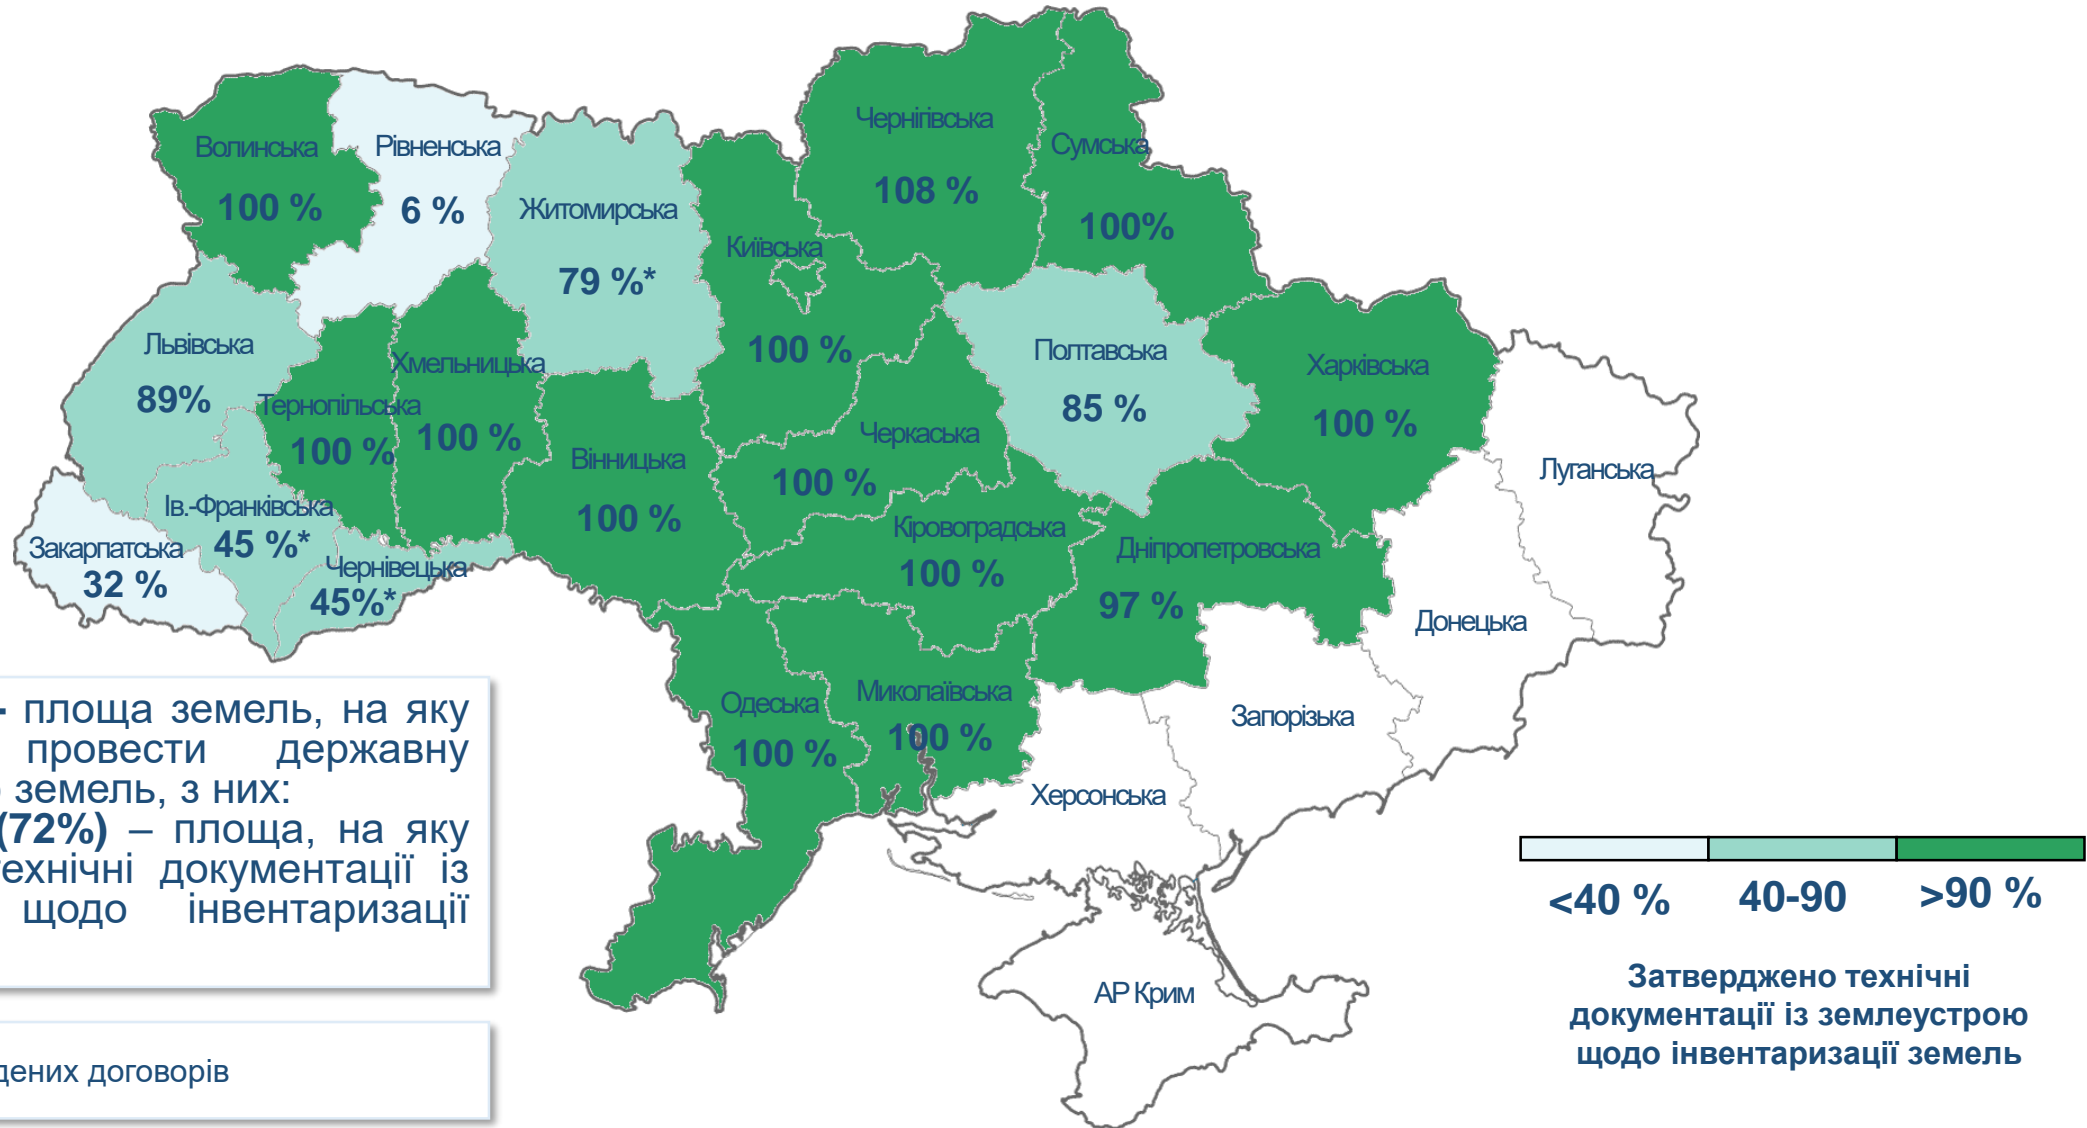 Чернігівська
108 %
Сумська
100%
Волинська
100 %
Рівненська
6 %
Житомирська
79 %*
Київська
100 %
Львівська
89%
Тернопільська
100 %
Хмельницька
100 %
Вінницька
100 %
Черкаська
100 %
Полтавська
85 %
Харківська
100 %
Луганська
Ів.-Франківська
45 %*
Закарпатська
32 %
Чернівецька
45%*
Кіровоградська
100 %
Дніпропетровська
97 %
Донецька
Одеська
100 %
Миколаївська
100 %
Запорізька
Херсонська
АР Крим
- площа земель, на яку
провести державну
земель, з них:
(72%) – площа, на яку
технічні документації із
щодо інвентаризації
дених договорів
<40 % 40-90 >90 %
Затверджено технічні
документації із землеустрою
щодо інвентаризації земель